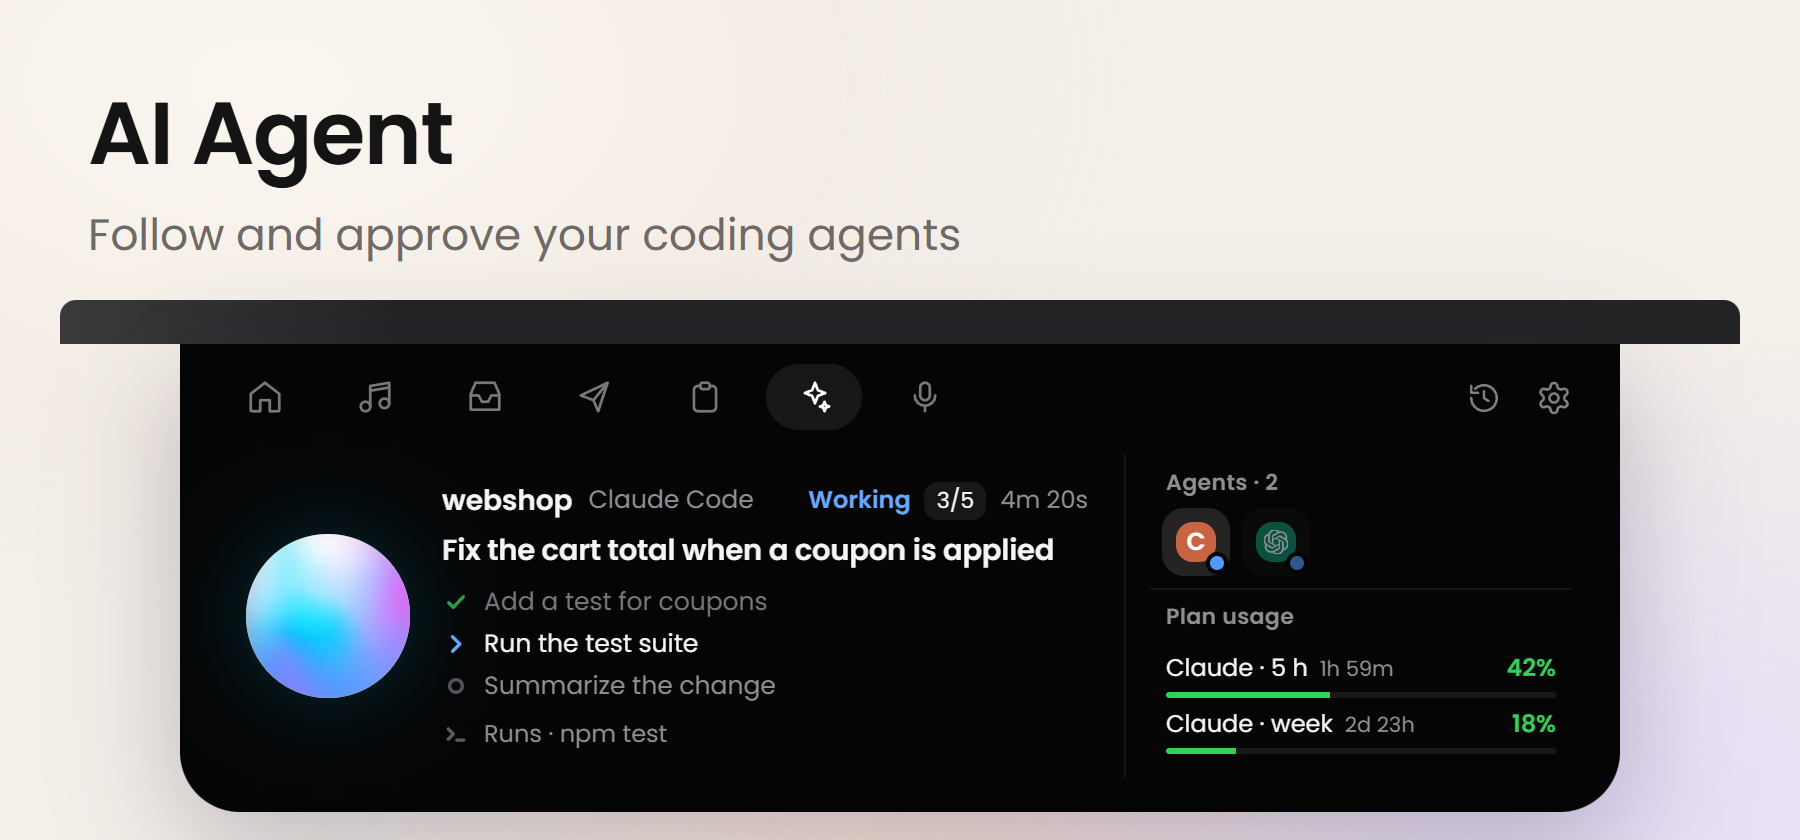 AI Agent
Follow and approve your coding agents
webshop Claude Code Working 3/5 4m 20s
Fix the cart total when a coupon is applied
Add a test for coupons
Run the test suite
Summarize the change
Runs · npm test
Agents · 2
C
Plan usage
Claude · 5 h 1h 59m 42%
Claude · week 2d 23h 18%